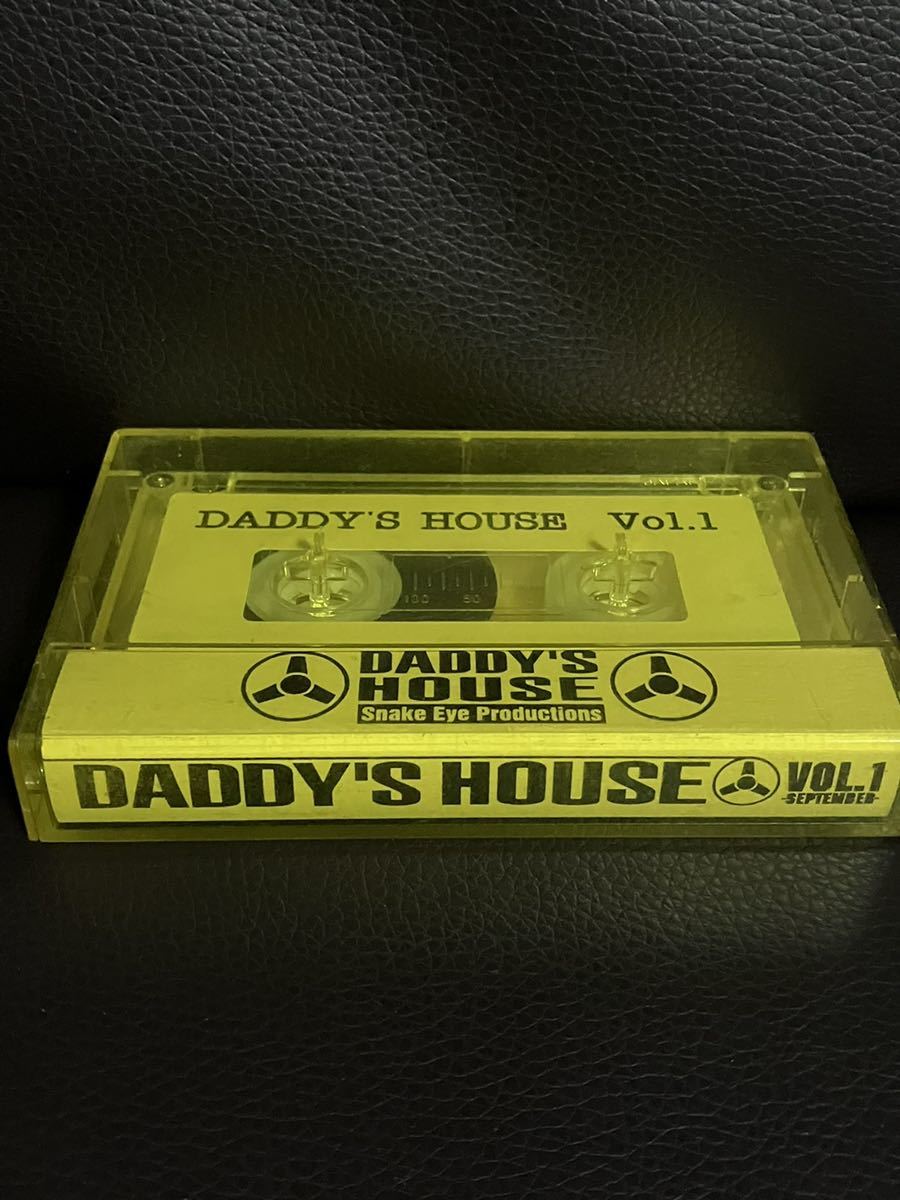 DADDY'S HOUSE Vol.1
100 50
DADDY'S
HOUSE
Snake Eye Productions
DADDY'S HOUSE VOL.1
-SEPTEMBER-